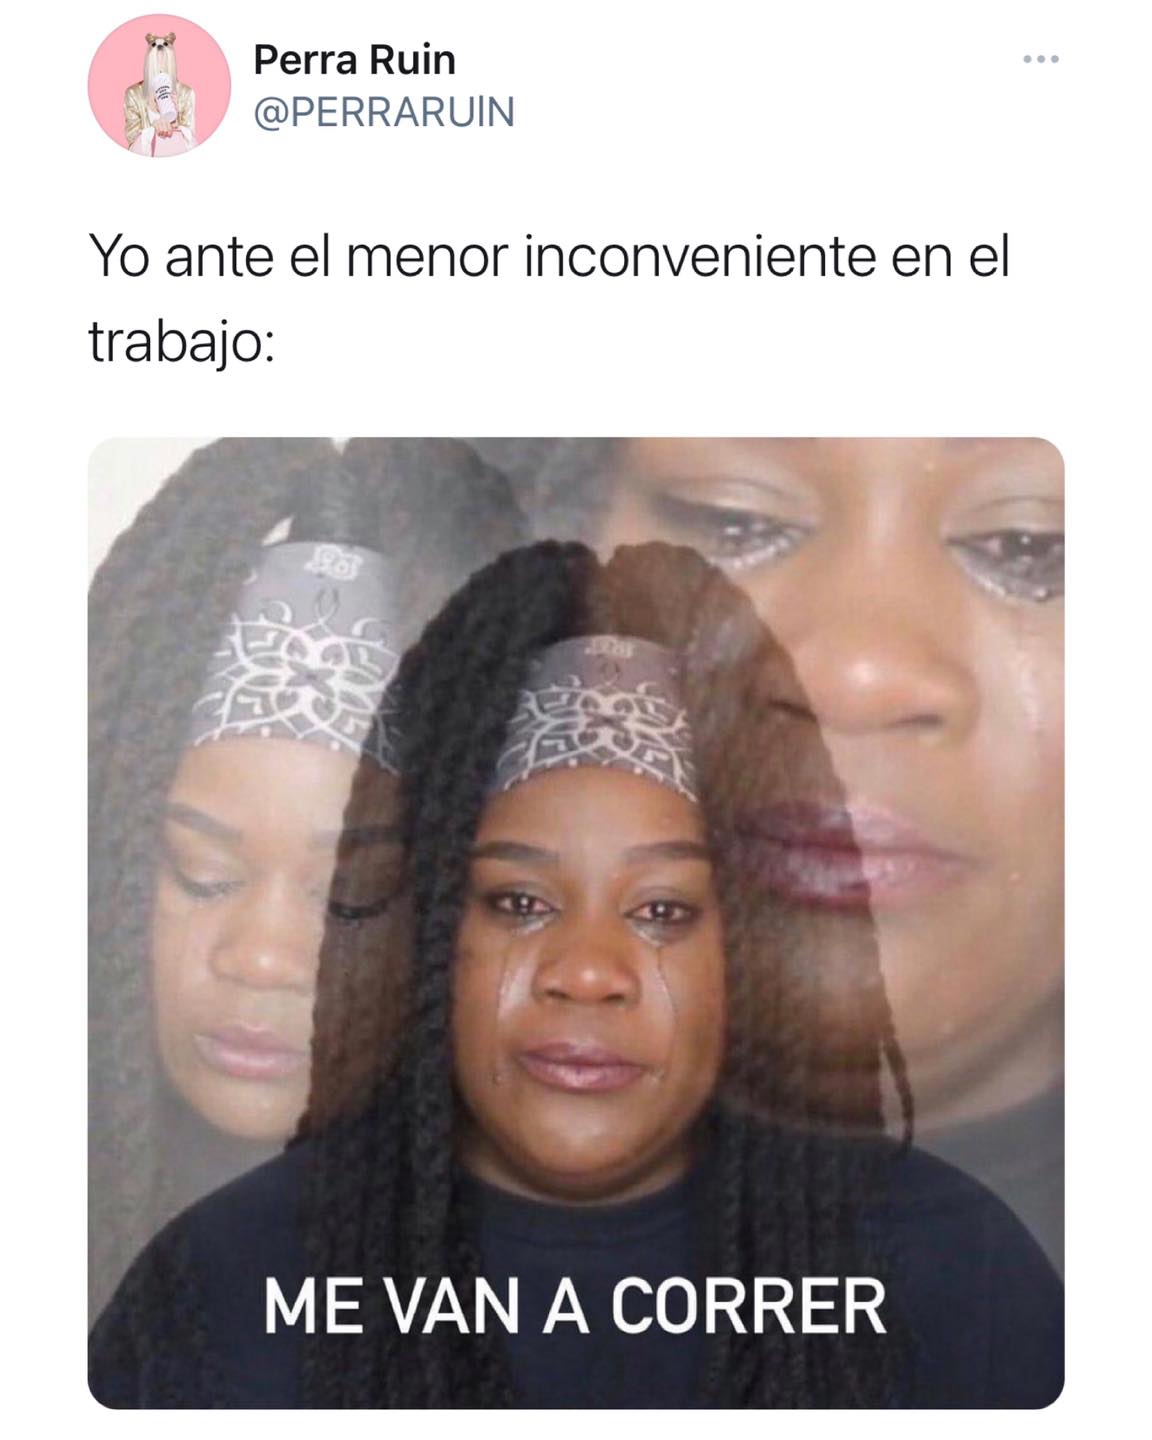 Perra Ruin
@PERRARUIN
Yo ante el menor inconveniente en el
trabajo:
ME VAN A CORRER